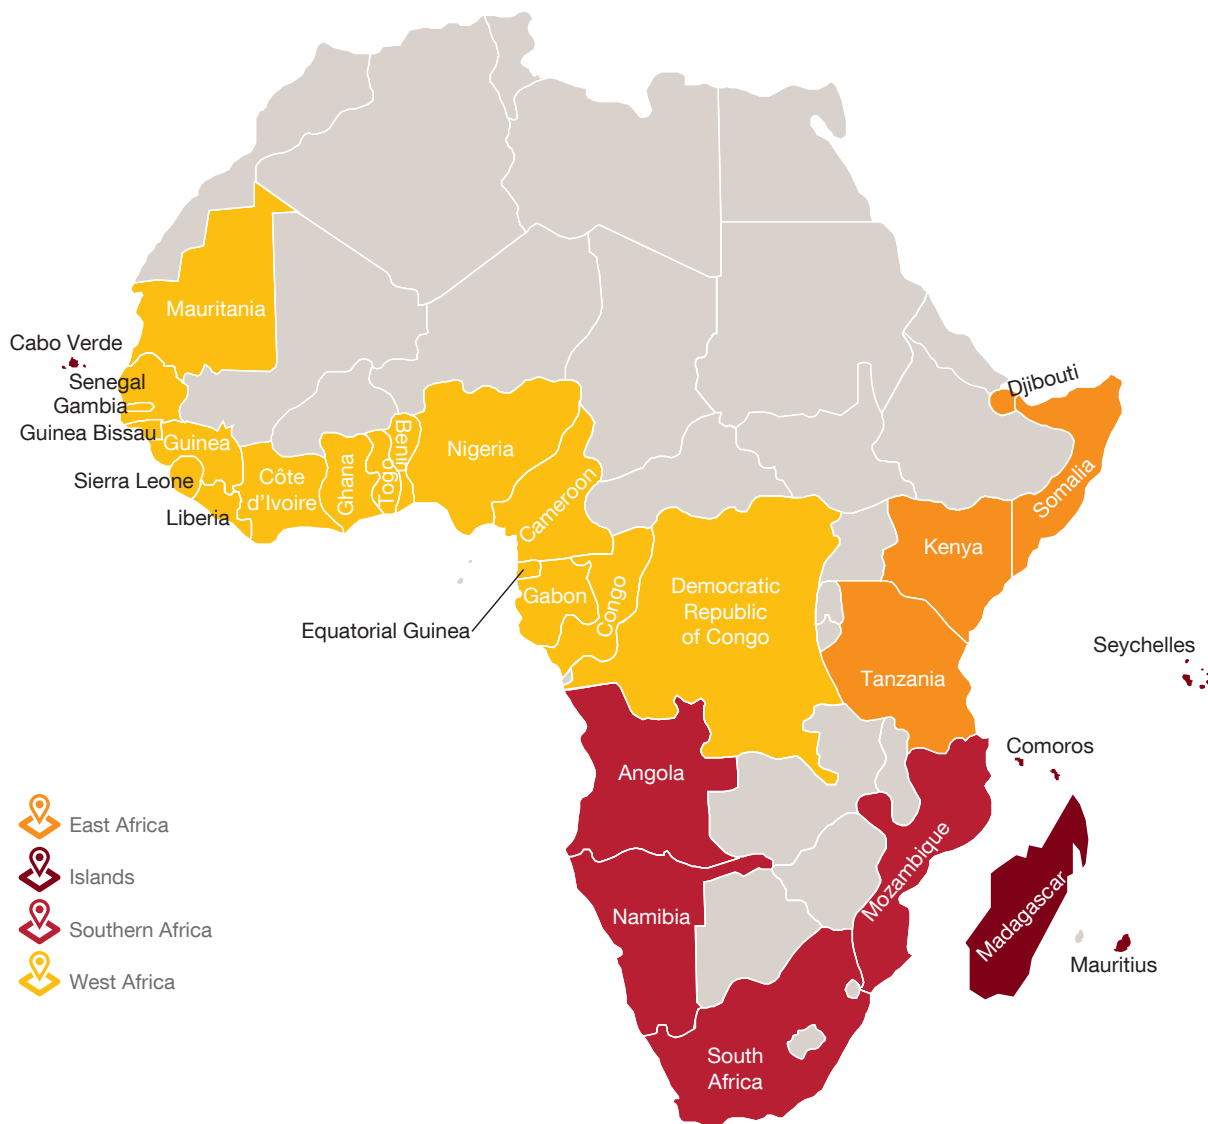 Mauritania
Cabo Verde
Senegal
Gambia
Guinea Bissau
Guinea
Sierra Leone
Liberia
Côte
d’Ivoire
Ghana
Togo
Benin
Nigeria
Cameroon
Equatorial Guinea
Gabon
Congo
Democratic
Republic
of Congo
Djibouti
Somalia
Kenya
Tanzania
Seychelles
Comoros
Angola
Namibia
Mozambique
Madagascar
Mauritius
South
Africa
East Africa
Islands
Southern Africa
West Africa